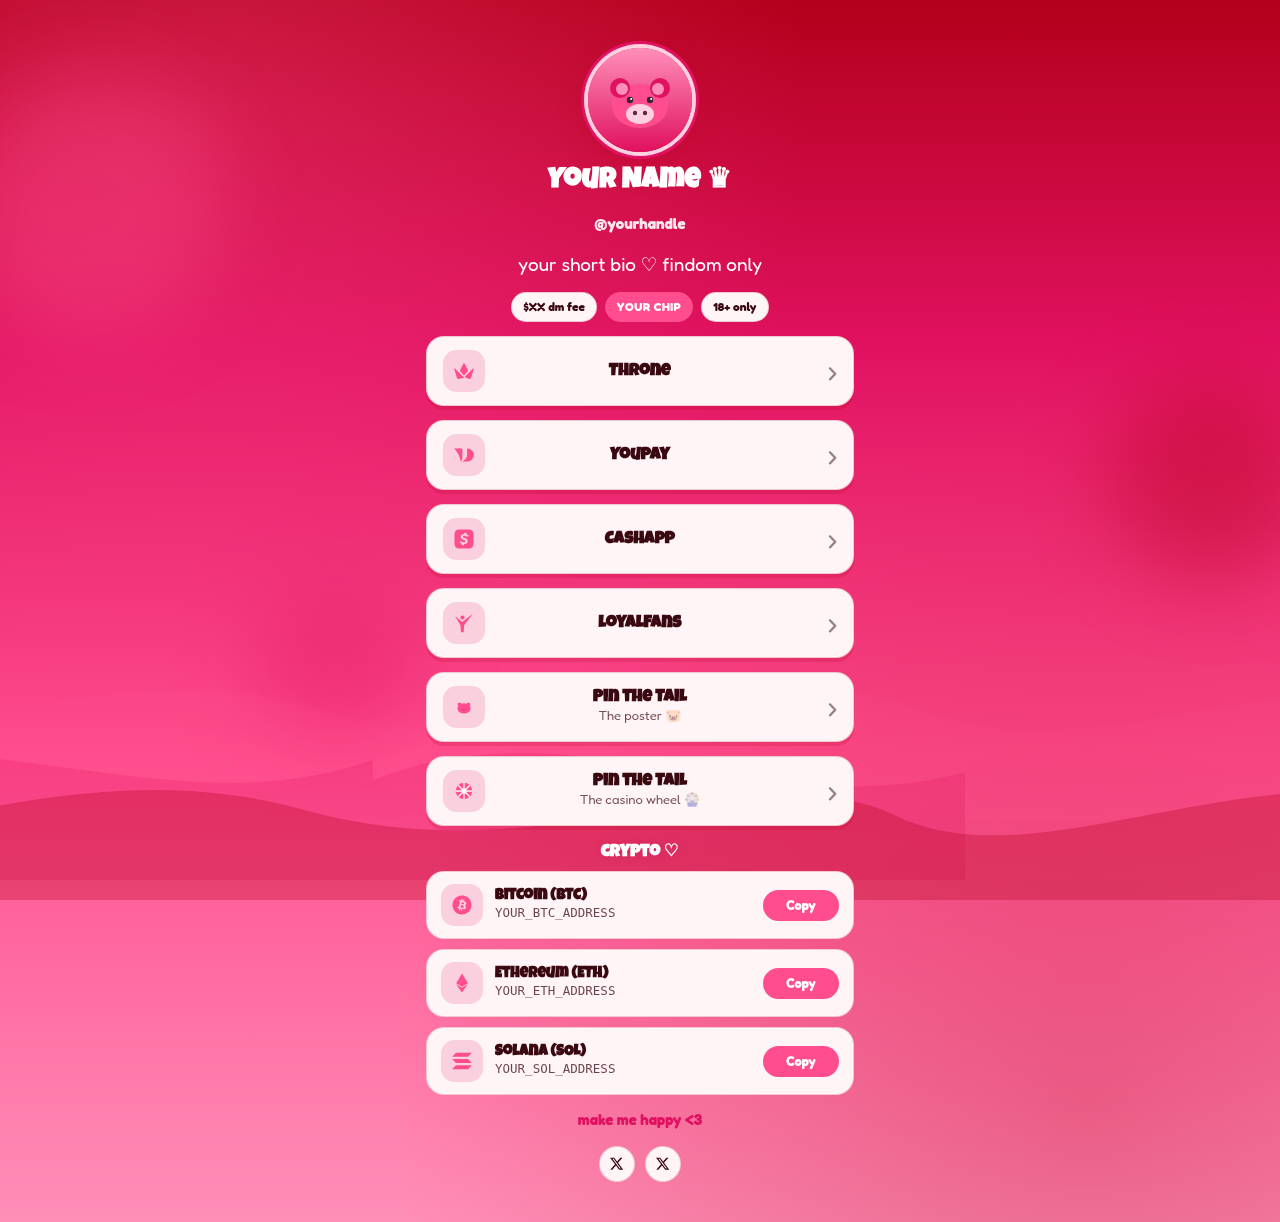 Your Name ♛
@yourhandle
your short bio ♡ findom only
$XX dm fee
YOUR CHIP
18+ only
Throne
YouPay
CashApp
LoyalFans
Pin The Tail
The poster 🐷
Pin The Tail
The casino wheel 🎡
Crypto ♡
Bitcoin (BTC)
YOUR_BTC_ADDRESS
Copy
Ethereum (ETH)
YOUR_ETH_ADDRESS
Copy
Solana (SOL)
YOUR_SOL_ADDRESS
Copy
make me happy <3